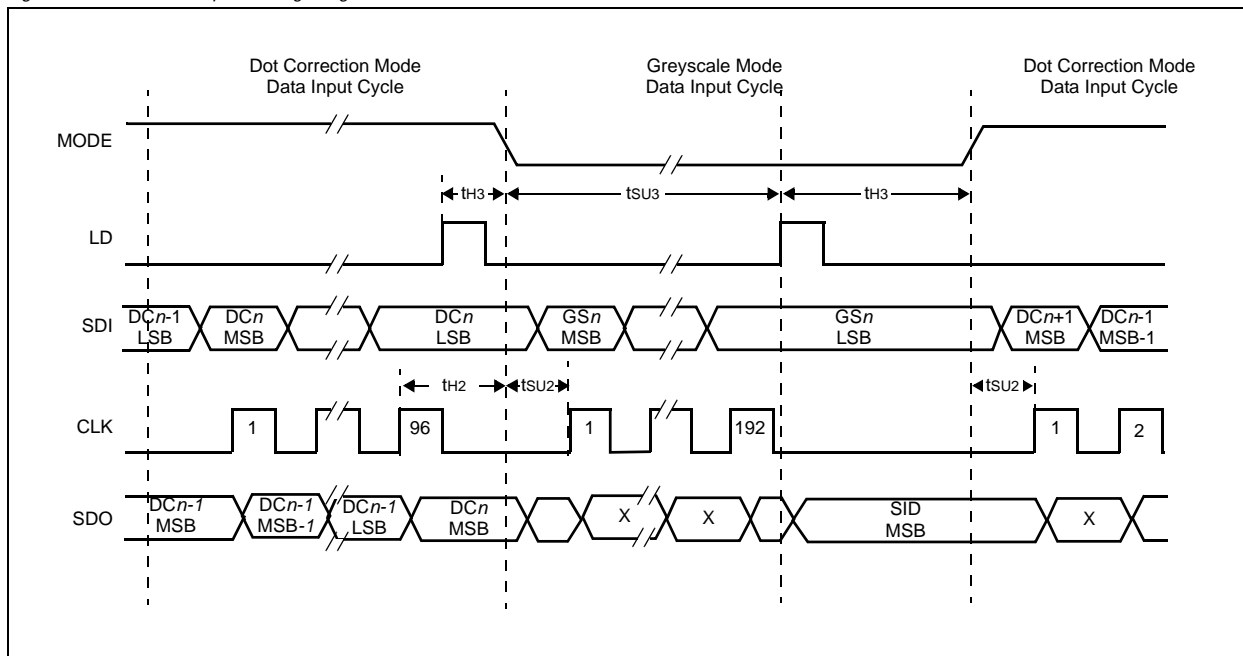 Dot Correction Mode
Data Input Cycle
Greyscale Mode
Data Input Cycle
Dot Correction Mode
Data Input Cycle
MODE
tH3
tSU3
tH3
LD
SDI
DCn-1
LSB
DCn
MSB
DCn
LSB
GSn
MSB
GSn
LSB
DCn+1
MSB
DCn-1
MSB-1
tH2
tSU2
tSU2
CLK
1
96
1
192
1
2
SDO
DCn-1
MSB
DCn-1
MSB-1
DCn-1
LSB
DCn
MSB
X
X
SID
MSB
X